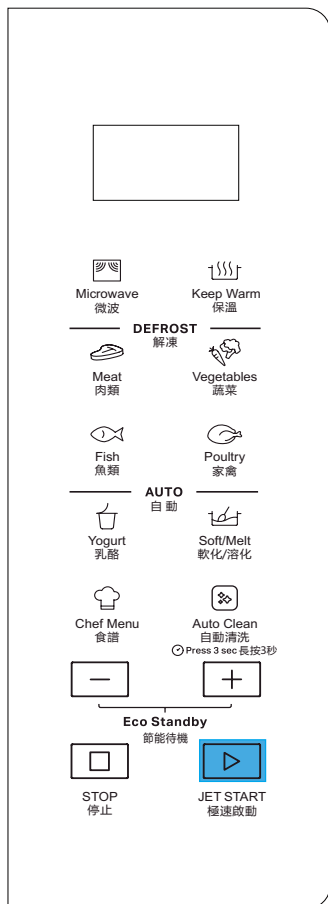 Microwave
微波
Keep Warm
保溫
DEFROST
解凍
Meat
肉類
Vegetables
蔬菜
Fish
魚類
Poultry
家禽
AUTO
自動
Yogurt
乳酪
Soft/Melt
軟化/溶化
Chef Menu
食譜
Auto Clean
自動清洗
Press 3 sec 長按3秒
Eco Standby
節能待機
STOP
停止
JET START
極速啟動